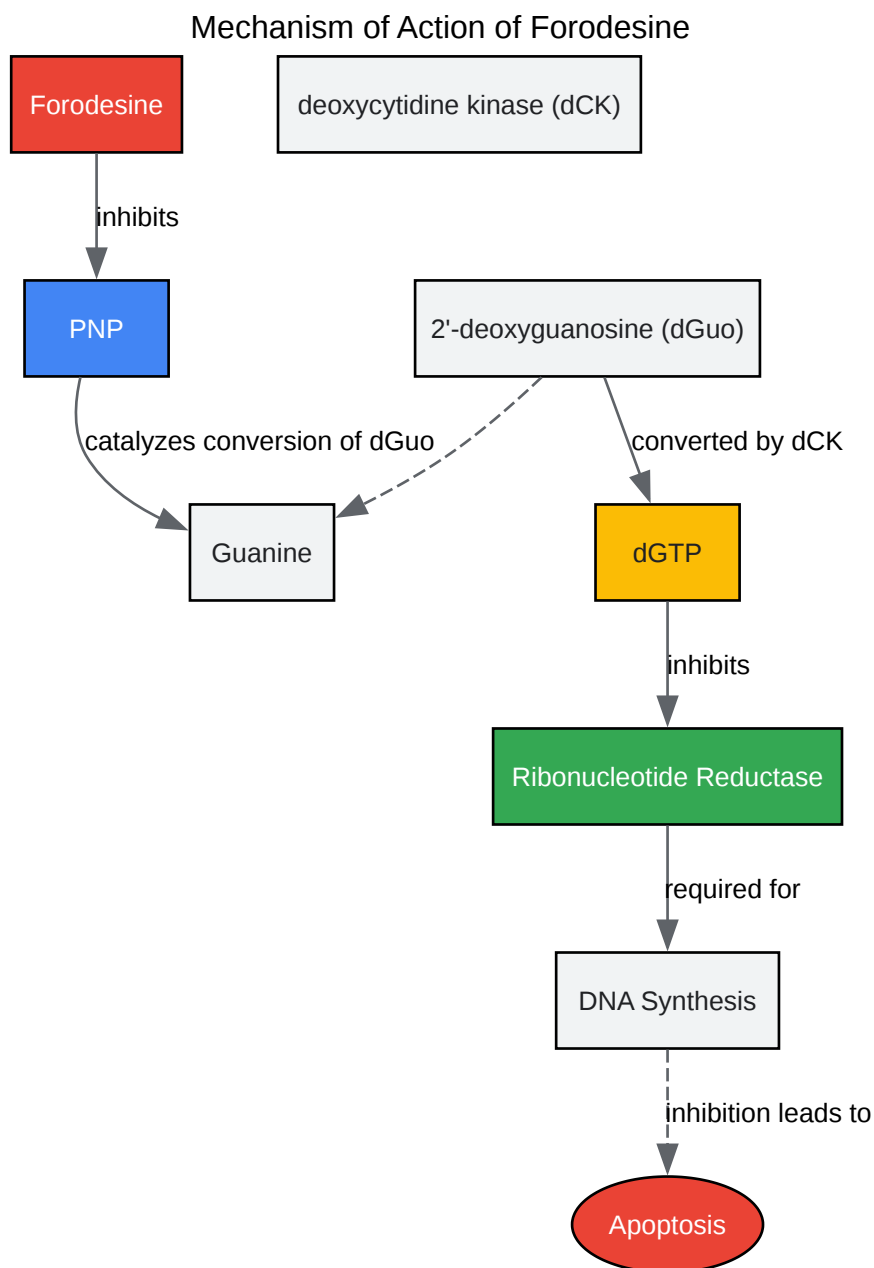 Mechanism of Action of Forodesine
Forodesine
deoxycytidine kinase (dCK)
inhibits
PNP
2'-deoxyguanosine (dGuo)
catalyzes conversion of dGuo
converted by dCK
Guanine
dGTP
inhibits
Ribonucleotide Reductase
required for
DNA Synthesis
inhibition leads to
Apoptosis